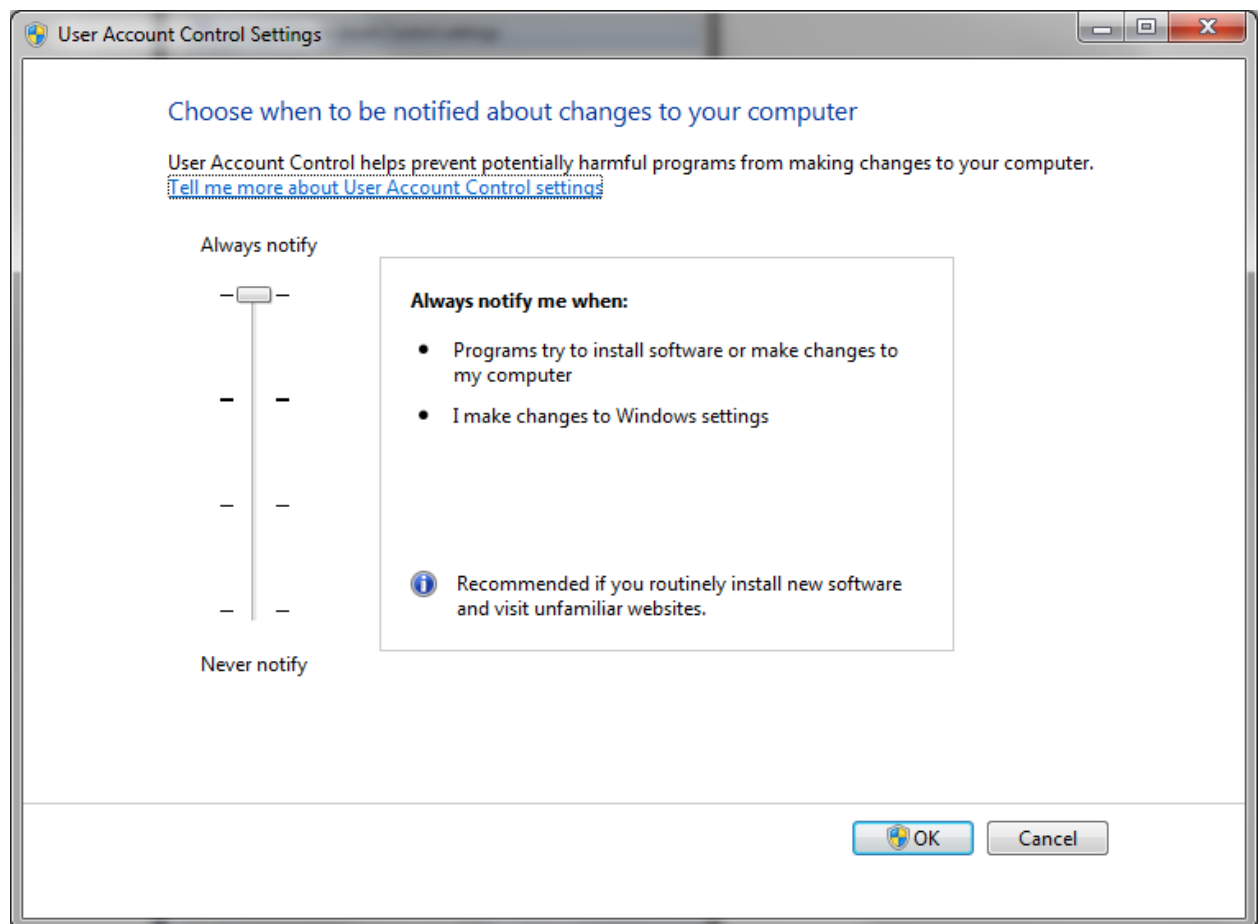 User Account Control Settings
Choose when to be notified about changes to your computer
User Account Control helps prevent potentially harmful programs from making changes to your computer.
Tell me more about User Account Control settings
Always notify
Always notify me when:
Programs try to install software or make changes to
my computer
I make changes to Windows settings
Recommended if you routinely install new software
and visit unfamiliar websites.
Never notify
OK
Cancel